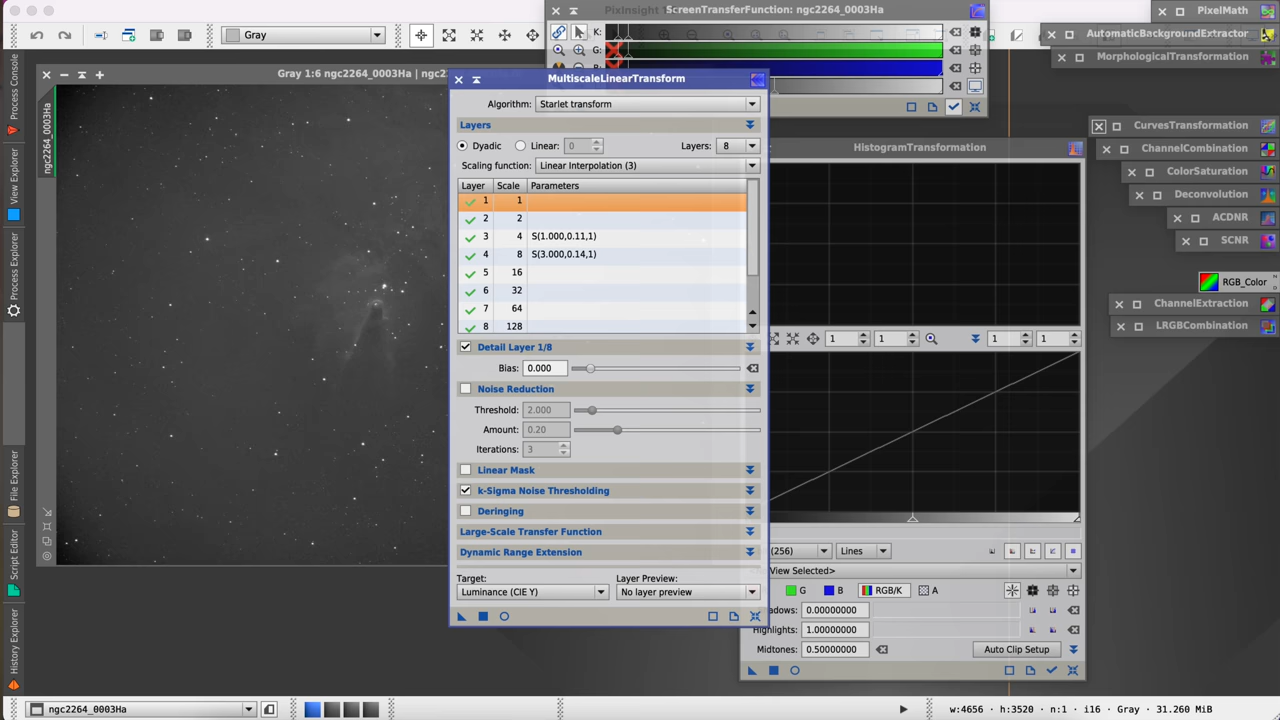 PixInsight
ScreenTransferFunction: ngc2264_0003Ha
PixelMath
AutomaticBackgroundExtractor
MorphologicalTransformation
Gray
K:
G:
Process Console
View Explorer
Process Explorer
File Explorer
Script Editor
History Explorer
Gray 1:6 ngc2264_0003Ha | ngc2
ngc2264_0003Ha
MultiscaleLinearTransform
Algorithm: Starlet transform
Layers
Dyadic Linear: 0 Layers: 8
Scaling function: Linear Interpolation (3)
Layer Scale Parameters
1 1
2 2
3 4 S(1.000,0.11,1)
4 8 S(3.000,0.14,1)
5 16
6 32
7 64
8 128
Detail Layer 1/8
Bias: 0.000
Noise Reduction
Threshold: 2.000
Amount: 0.20
Iterations: 3
Linear Mask
k-Sigma Noise Thresholding
Deringing
Large-Scale Transfer Function
Dynamic Range Extension
Target: Layer Preview:
Luminance (CIE Y) No layer preview
HistogramTransformation
1 1 1 1
(256) Lines
View Selected>
G B RGB/K A
adows: 0.00000000
Highlights: 1.00000000
Midtones: 0.50000000 Auto Clip Setup
CurvesTransformation
ChannelCombination
ColorSaturation
Deconvolution
ACDNR
SCNR
RGB_Color
ChannelExtraction
LRGBCombination
ngc2264_0003Ha
w:4656 · h:3520 · n:1 · i16 · Gray · 31.260 MiB